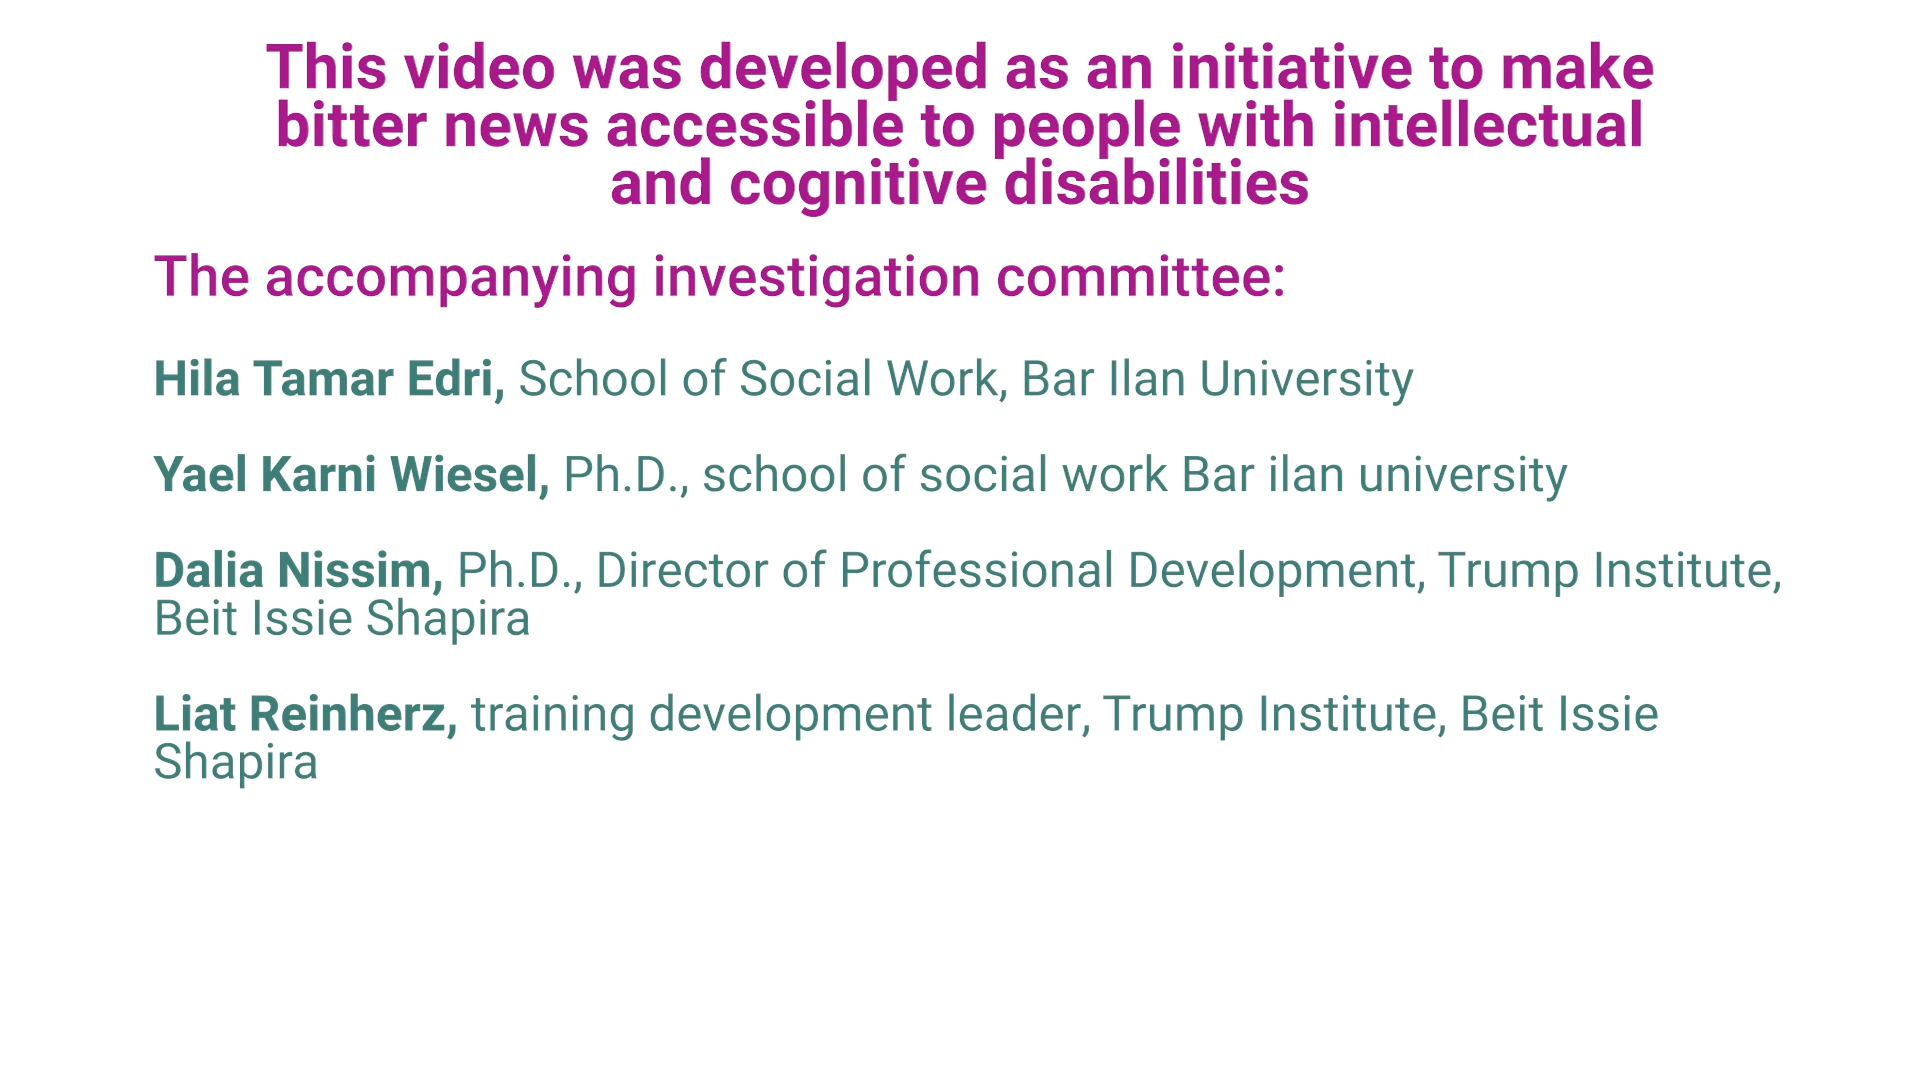 This video was developed as an initiative to make
bitter news accessible to people with intellectual
and cognitive disabilities
The accompanying investigation committee:
Hila Tamar Edri, School of Social Work, Bar Ilan University
Yael Karni Wiesel, Ph.D., school of social work Bar ilan university
Dalia Nissim, Ph.D., Director of Professional Development, Trump Institute,
Beit Issie Shapira
Liat Reinherz, training development leader, Trump Institute, Beit Issie
Shapira